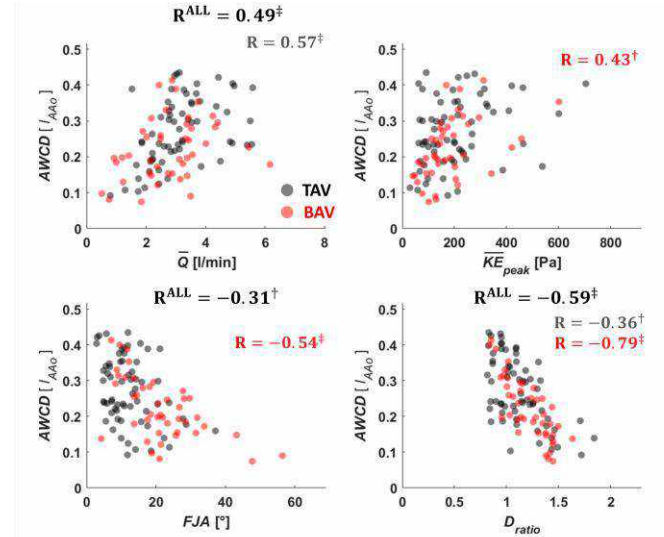 R^ALL = 0.49‡
R = 0.57‡
0.5
0.4
0.3
0.2
0.1
0
AWCD [ l_AAo ]
TAV
BAV
0 2 4 6 8
Q̅ [l/min]
R = 0.43†
0.5
0.4
0.3
0.2
0.1
0
AWCD [ l_AAo ]
0 200 400 600 800
K̅E̅_peak [Pa]
R^ALL = −0.31†
R = −0.54‡
0.5
0.4
0.3
0.2
0.1
0
AWCD [ l_AAo ]
0 20 40 60
FJA [°]
R^ALL = −0.59‡
R = −0.36†
R = −0.79‡
0.5
0.4
0.3
0.2
0.1
0
AWCD [ l_AAo ]
0 0.5 1 1.5 2
D_ratio